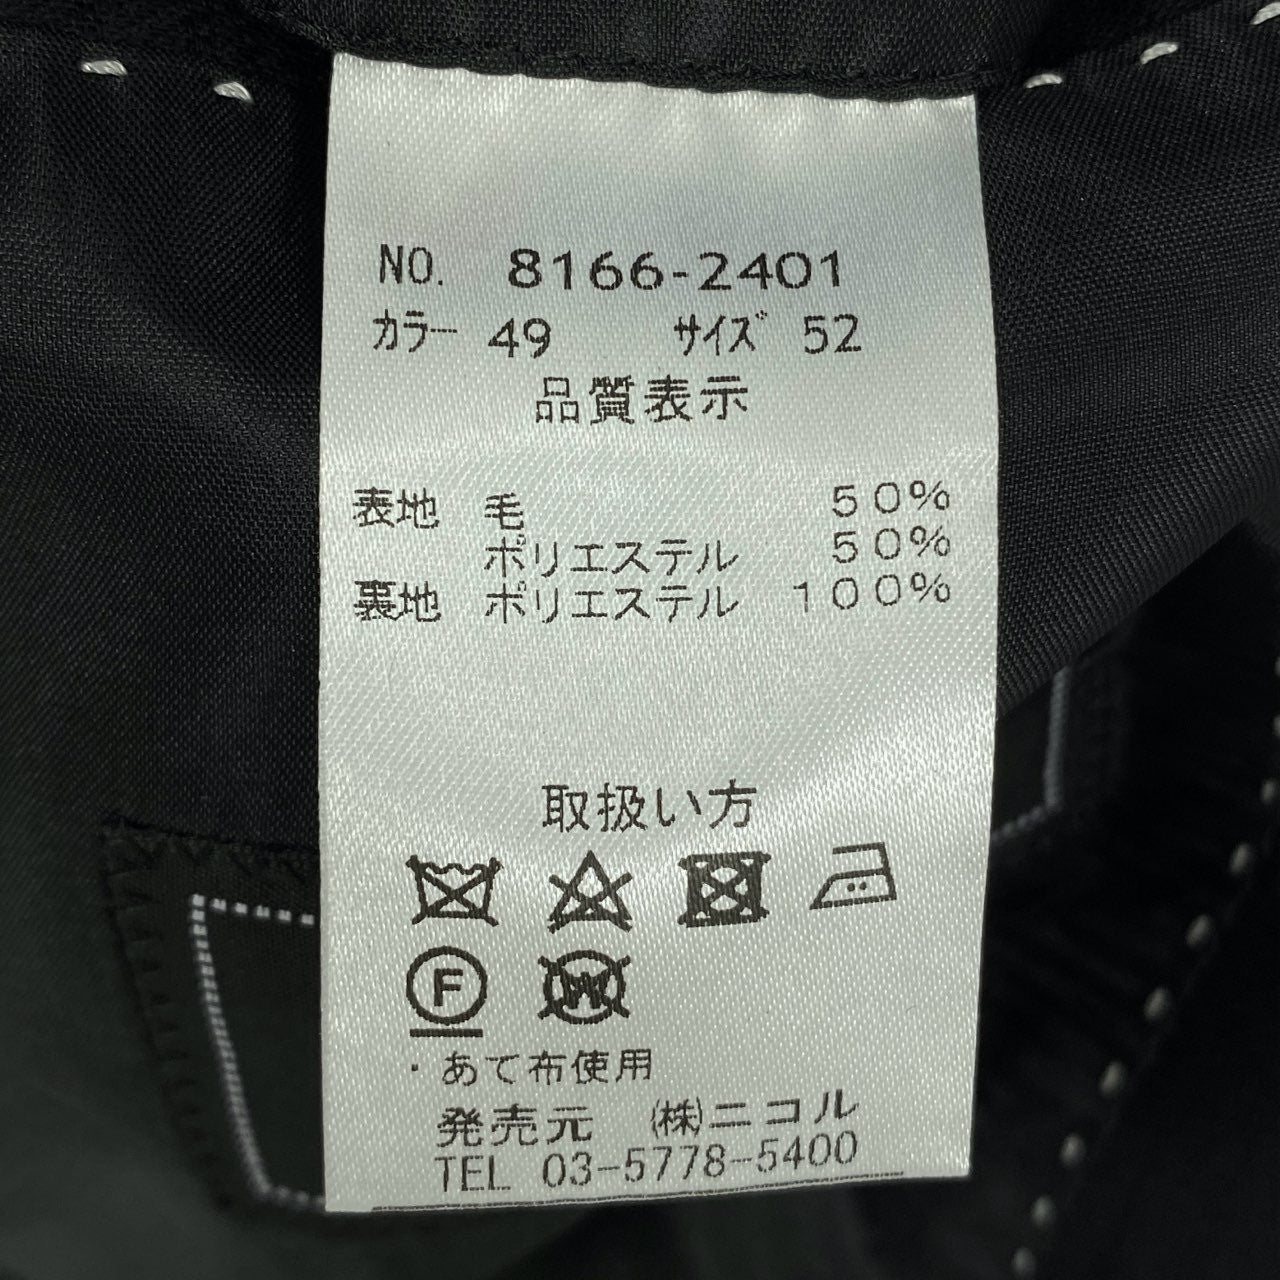 NO. 8166-2401
カラー 49 サイズ 52
品質表示
表地 毛 50%
ポリエステル 50%
裏地 ポリエステル 100%
取扱い方
F W
・あて布使用
発売元 ㈱ニコル
TEL 03-5778-5400